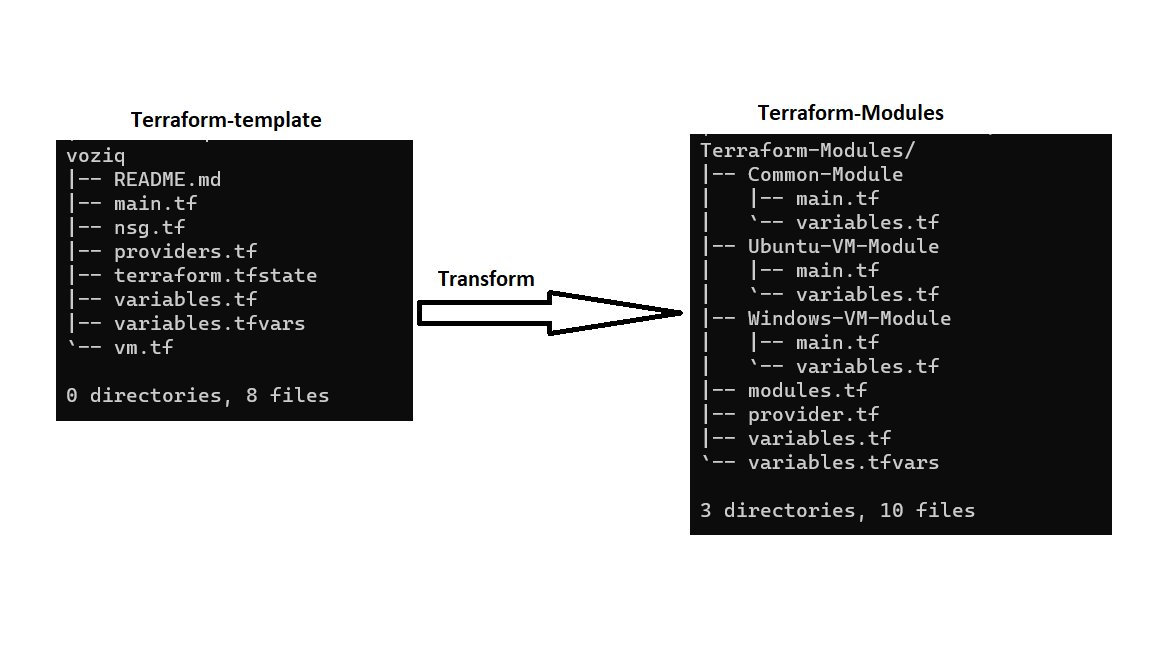 Terraform-template
voziq
|-- README.md
|-- main.tf
|-- nsg.tf
|-- providers.tf
|-- terraform.tfstate
|-- variables.tf
|-- variables.tfvars
`-- vm.tf
0 directories, 8 files
Transform
Terraform-Modules
Terraform-Modules/
|-- Common-Module
|   |-- main.tf
|   `-- variables.tf
|-- Ubuntu-VM-Module
|   |-- main.tf
|   `-- variables.tf
|-- Windows-VM-Module
|   |-- main.tf
|   `-- variables.tf
|-- modules.tf
|-- provider.tf
|-- variables.tf
`-- variables.tfvars
3 directories, 10 files